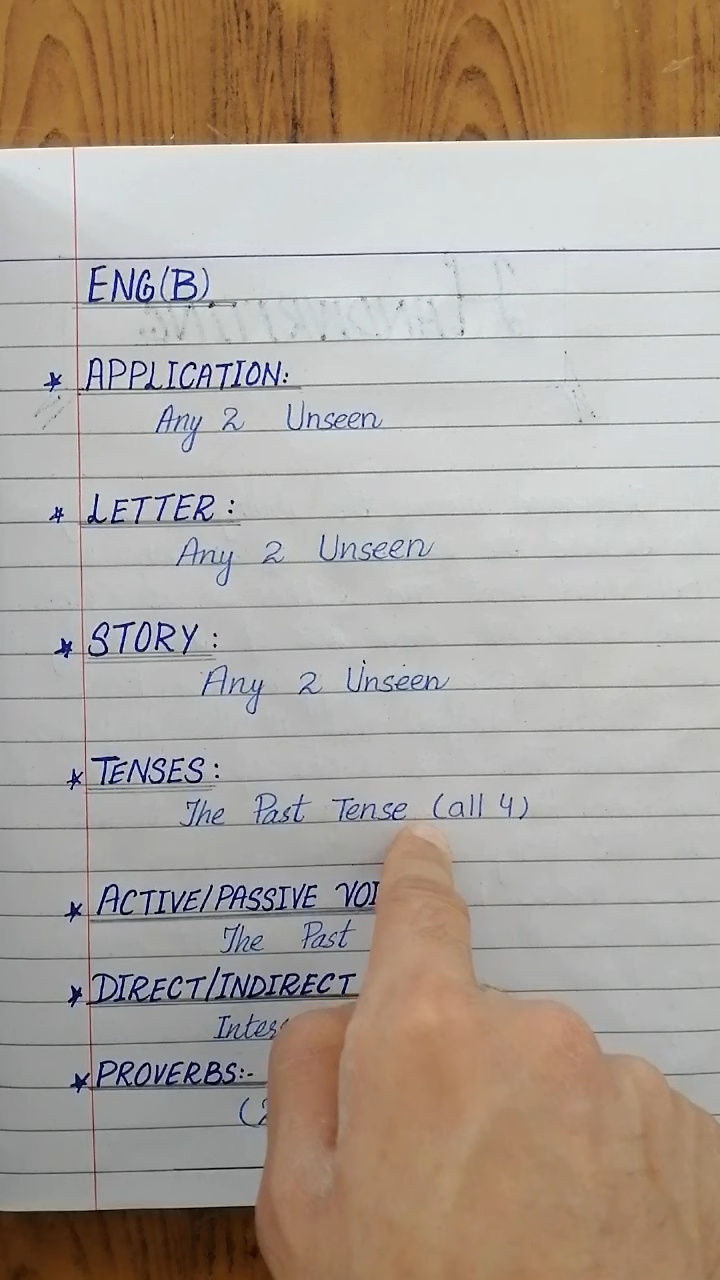 ENG(B)
* APPLICATION:
Any 2 Unseen
* LETTER:
Any 2 Unseen
* STORY:
Any 2 Unseen
* TENSES:
The Past Tense (all 4)
* ACTIVE/PASSIVE
The Past
* DIRECT/INDIRECT
* PROVERBS:-